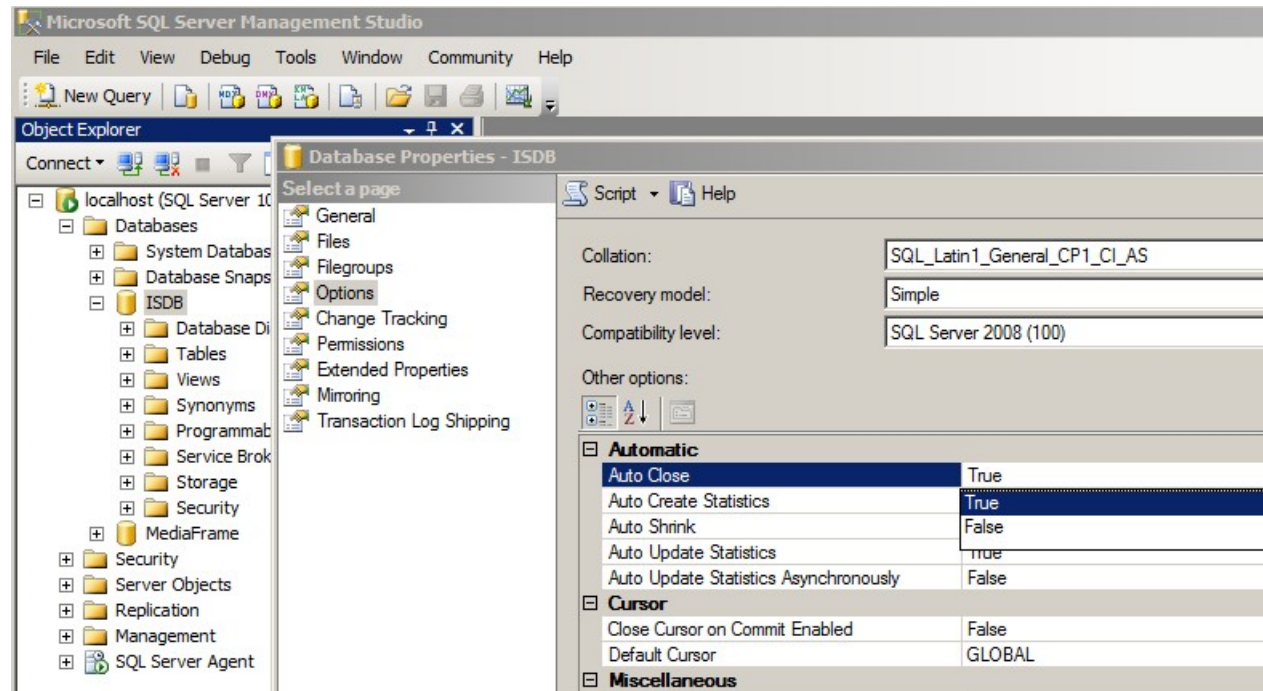 Microsoft SQL Server Management Studio
File Edit View Debug Tools Window Community Help
New Query
Object Explorer
Connect
localhost (SQL Server 10
Databases
System Databas
Database Snaps
ISDB
Database Di
Tables
Views
Synonyms
Programmab
Service Brok
Storage
Security
MediaFrame
Security
Server Objects
Replication
Management
SQL Server Agent
Database Properties - ISDB
Select a page
General
Files
Filegroups
Options
Change Tracking
Permissions
Extended Properties
Mirroring
Transaction Log Shipping
Script Help
Collation: SQL_Latin1_General_CP1_CI_AS
Recovery model: Simple
Compatibility level: SQL Server 2008 (100)
Other options:
Automatic
Auto Close True
Auto Create Statistics True
Auto Shrink False
Auto Update Statistics True
Auto Update Statistics Asynchronously False
Cursor
Close Cursor on Commit Enabled False
Default Cursor GLOBAL
Miscellaneous